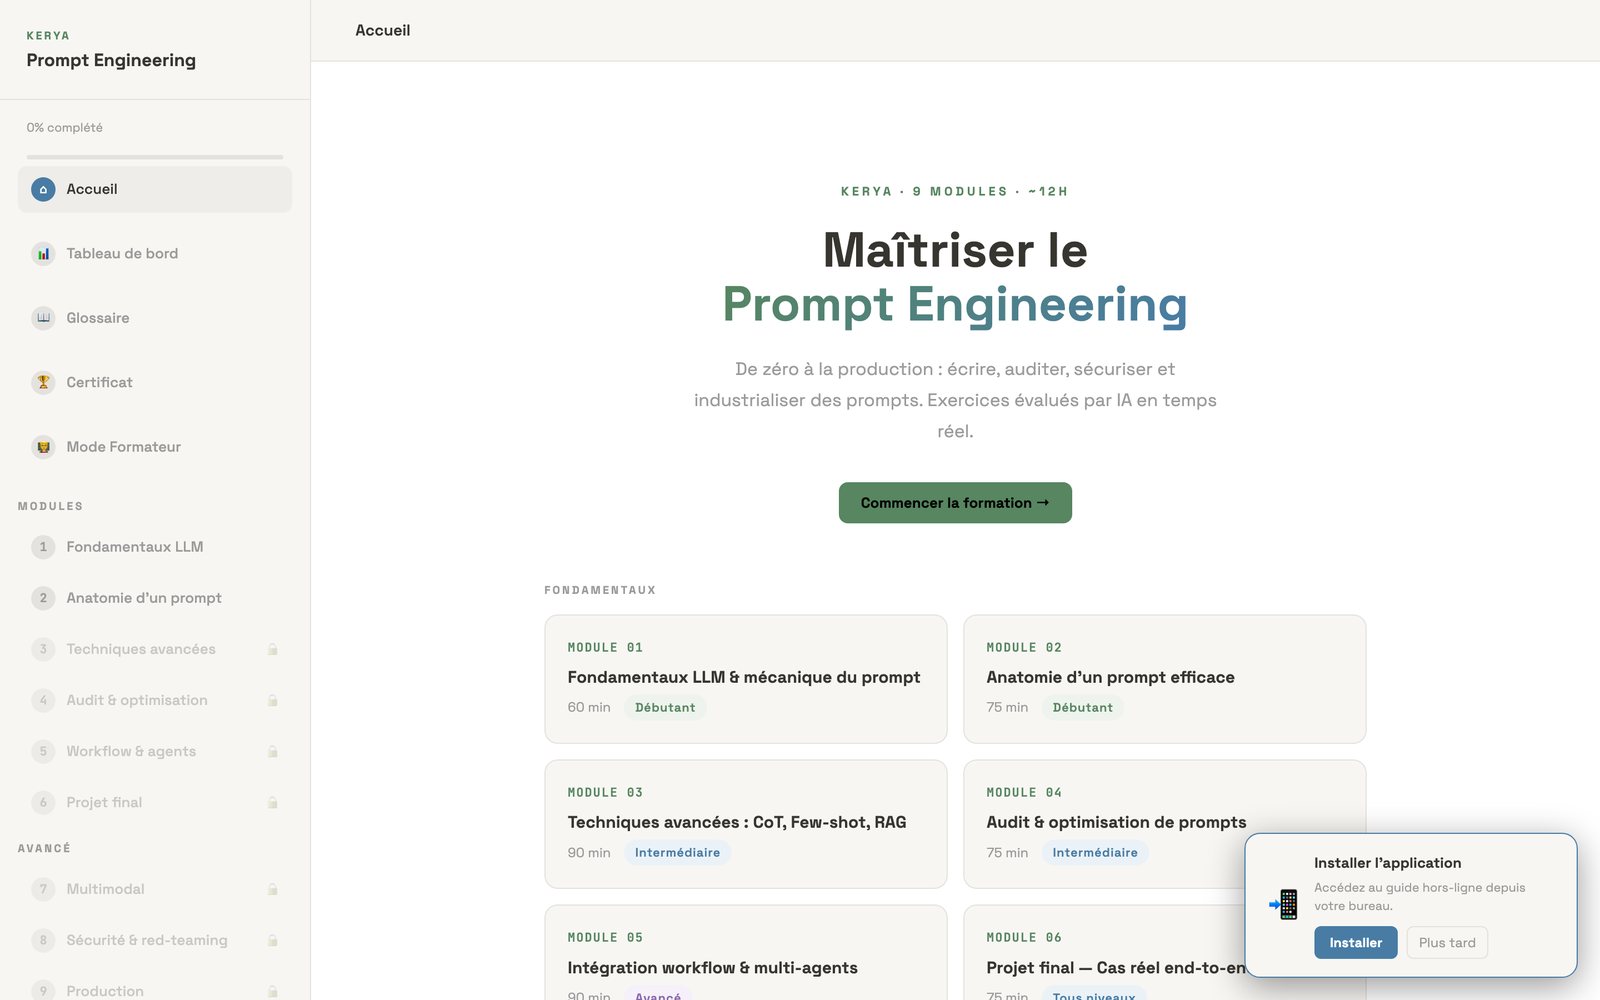 KERYA
Prompt Engineering
0% complété
Accueil
Tableau de bord
Glossaire
Certificat
Mode Formateur
MODULES
1 Fondamentaux LLM
2 Anatomie d'un prompt
3 Techniques avancées
4 Audit & optimisation
5 Workflow & agents
6 Projet final
AVANCÉ
7 Multimodal
8 Sécurité & red-teaming
9 Production
Accueil
KERYA · 9 MODULES · ~12H
Maîtriser le
Prompt Engineering
De zéro à la production : écrire, auditer, sécuriser et
industrialiser des prompts. Exercices évalués par IA en temps
réel.
Commencer la formation →
FONDAMENTAUX
MODULE 01
Fondamentaux LLM & mécanique du prompt
60 min Débutant
MODULE 02
Anatomie d'un prompt efficace
75 min Débutant
MODULE 03
Techniques avancées : CoT, Few-shot, RAG
90 min Intermédiaire
MODULE 04
Audit & optimisation de prompts
75 min Intermédiaire
MODULE 05
Intégration workflow & multi-agents
90 min Avancé
MODULE 06
Projet final — Cas réel end-to-en
75 min Tous niveaux
Installer l'application
Accédez au guide hors-ligne depuis
votre bureau.
Installer
Plus tard